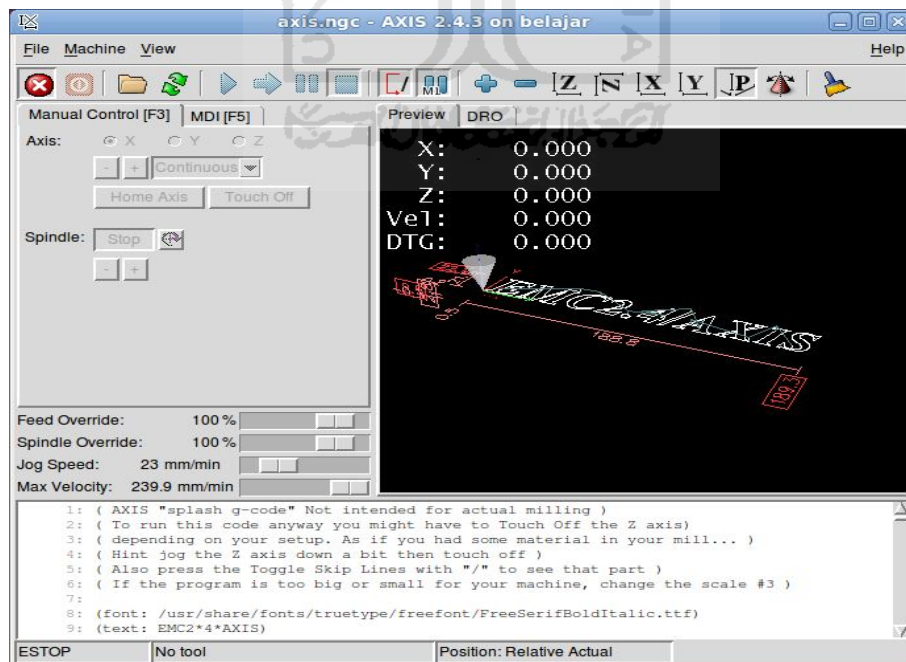 axis.ngc - AXIS 2.4.3 on belajar
File Machine View Help
Manual Control [F3] MDI [F5]
Preview DRO
Axis: X Y Z
- + Continuous
Home Axis Touch Off
Spindle: Stop
- +
Feed Override: 100 %
Spindle Override: 100 %
Jog Speed: 23 mm/min
Max Velocity: 239.9 mm/min
X: 0.000
Y: 0.000
Z: 0.000
Vel: 0.000
DTG: 0.000
EMC2.4/AXIS
0.5
188.8
189.3
1: ( AXIS "splash g-code" Not intended for actual milling )
2: ( To run this code anyway you might have to Touch Off the Z axis)
3: ( depending on your setup. As if you had some material in your mill... )
4: ( Hint jog the Z axis down a bit then touch off )
5: ( Also press the Toggle Skip Lines with "/" to see that part )
6: ( If the program is too big or small for your machine, change the scale #3 )
7:
8: (font: /usr/share/fonts/truetype/freefont/FreeSerifBoldItalic.ttf)
9: (text: EMC2*4*AXIS)
ESTOP No tool Position: Relative Actual